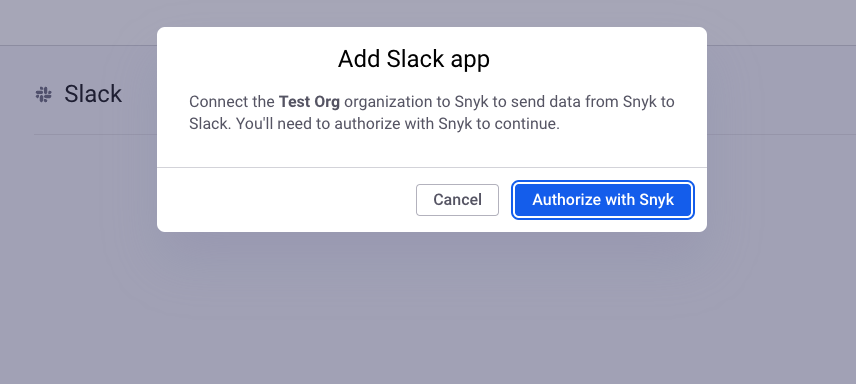 Add Slack app
Slack
Connect the Test Org organization to Snyk to send data from Snyk to
Slack. You'll need to authorize with Snyk to continue.
Cancel
Authorize with Snyk